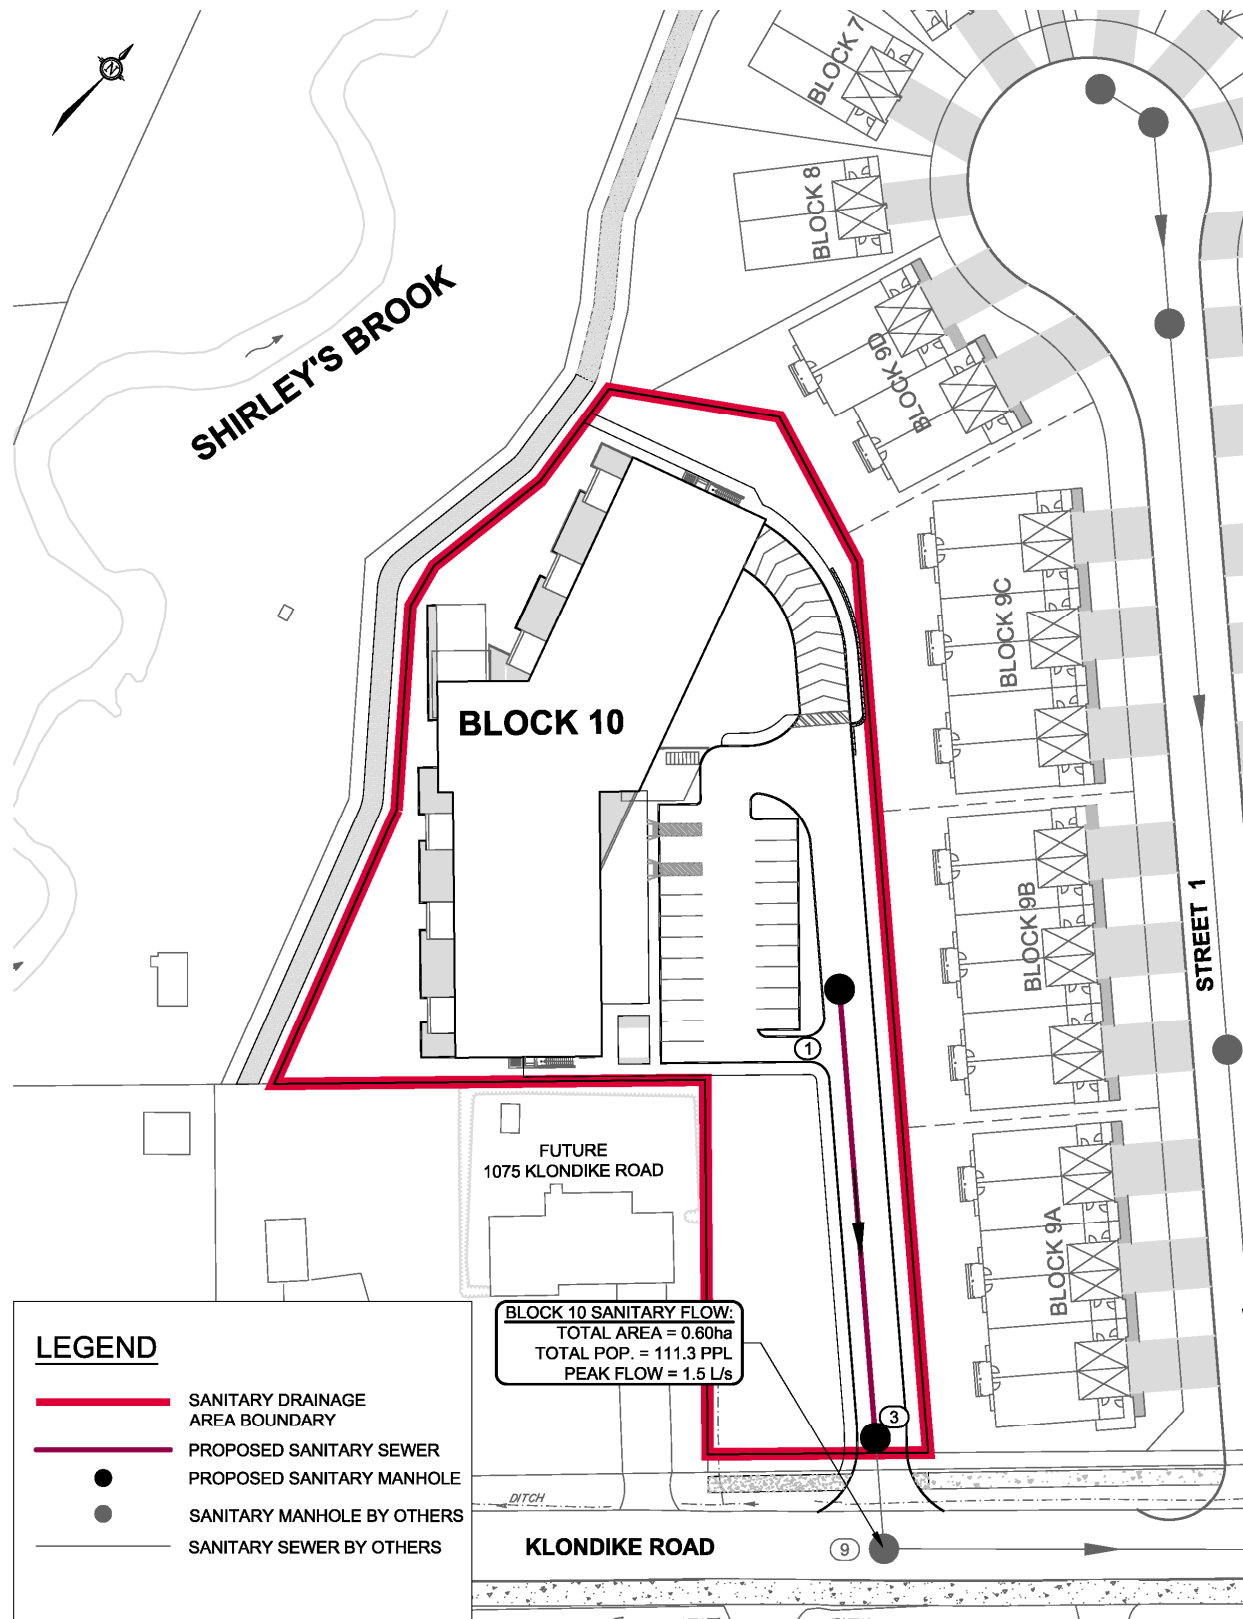 N
BLOCK 7
BLOCK 8
SHIRLEY'S BROOK
BLOCK 9D
BLOCK 9C
BLOCK 10
BLOCK 9B
STREET 1
1
FUTURE
1075 KLONDIKE ROAD
BLOCK 9A
BLOCK 10 SANITARY FLOW:
TOTAL AREA = 0.60ha
TOTAL POP. = 111.3 PPL
PEAK FLOW = 1.5 L/s
3
LEGEND
SANITARY DRAINAGE
AREA BOUNDARY
PROPOSED SANITARY SEWER
PROPOSED SANITARY MANHOLE
SANITARY MANHOLE BY OTHERS
SANITARY SEWER BY OTHERS
DITCH
KLONDIKE ROAD
9